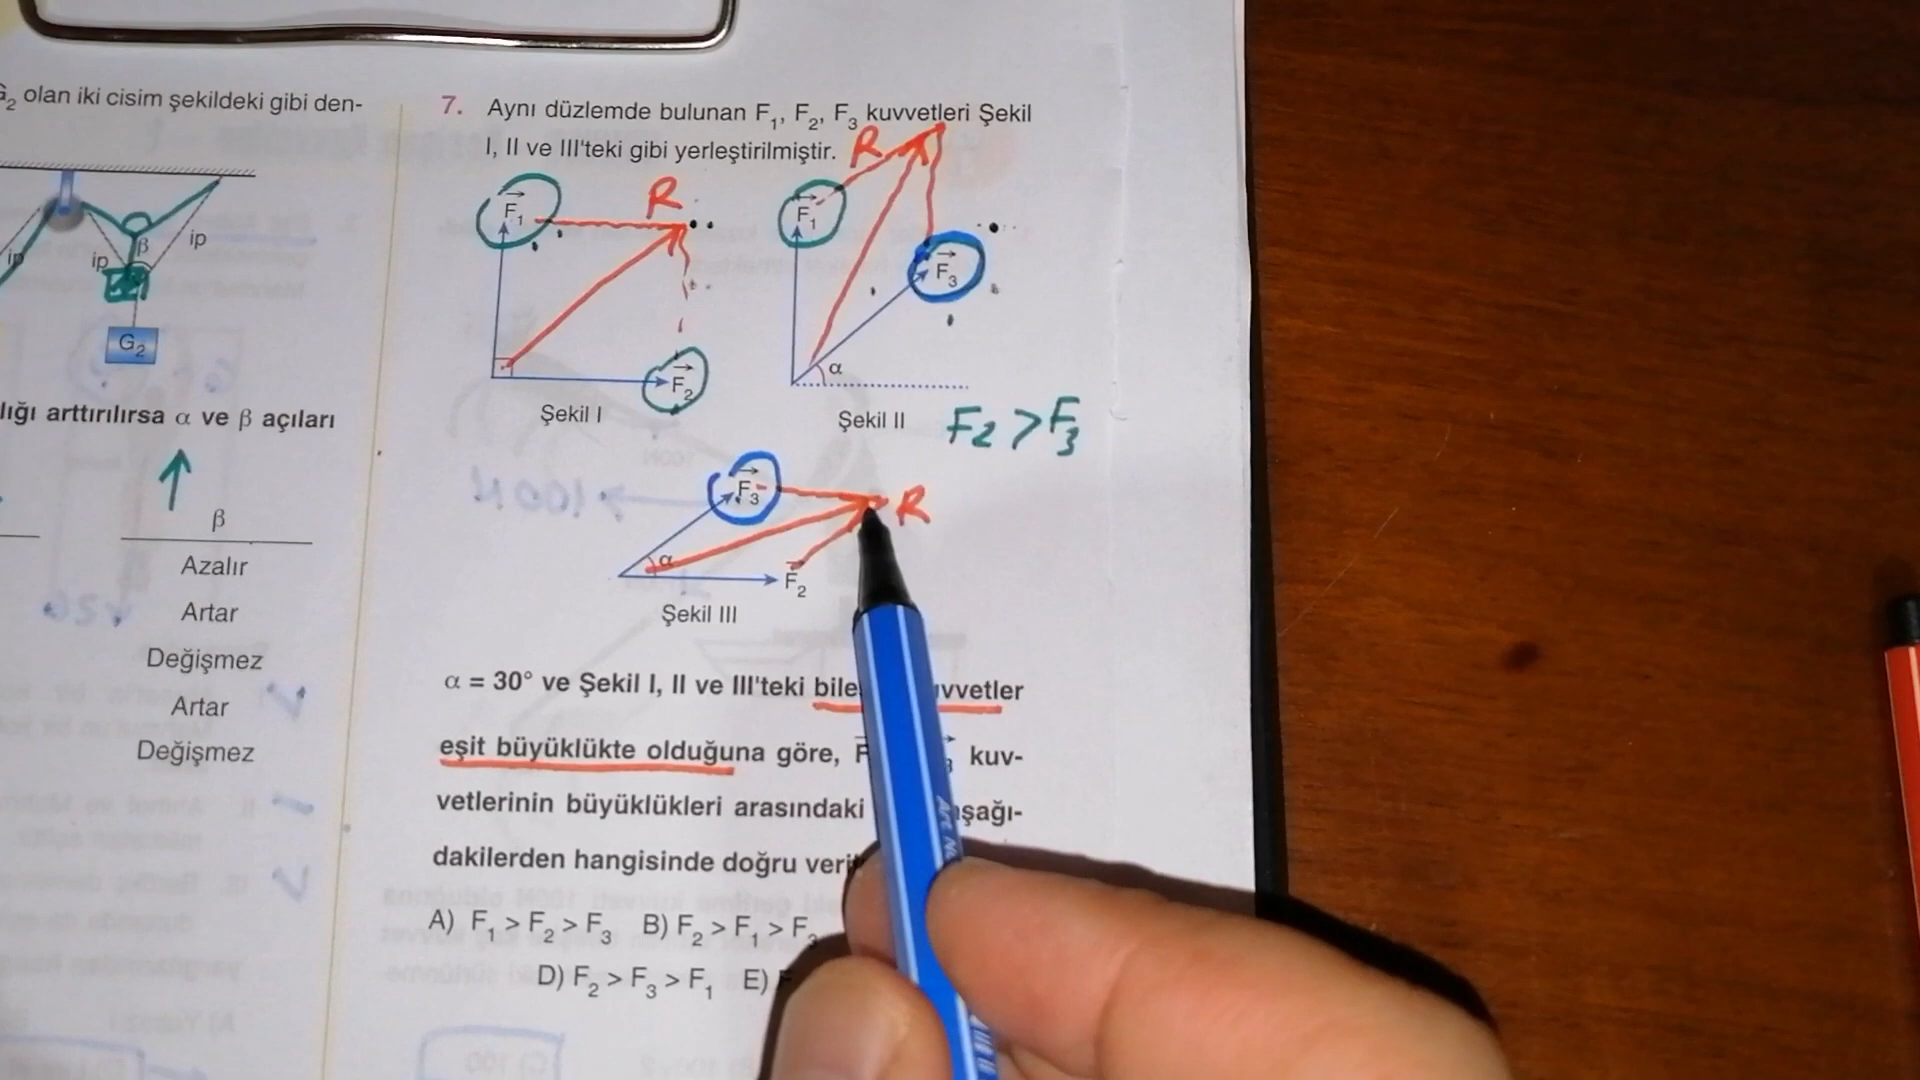 G₂ olan iki cisim şekildeki gibi den-
ip
ip
β
ip
G₂
lığı arttırılırsa α ve β açıları
β
Azalır
Artar
Değişmez
Artar
Değişmez
7. Aynı düzlemde bulunan F₁, F₂, F₃ kuvvetleri Şekil
I, II ve III'teki gibi yerleştirilmiştir.
R
F₁
R
F₂
Şekil I
F₁
F₃
α
Şekil II
F₂ > F₃
F₃
R
α
F₂
Şekil III
α = 30° ve Şekil I, II ve III'teki bile vvetler
eşit büyüklükte olduğuna göre, F kuv-
vetlerinin büyüklükleri arasındaki şağı-
dakilerden hangisinde doğru veri
A) F₁ > F₂ > F₃ B) F₂ > F₁ > F₃
D) F₂ > F₃ > F₁ E)